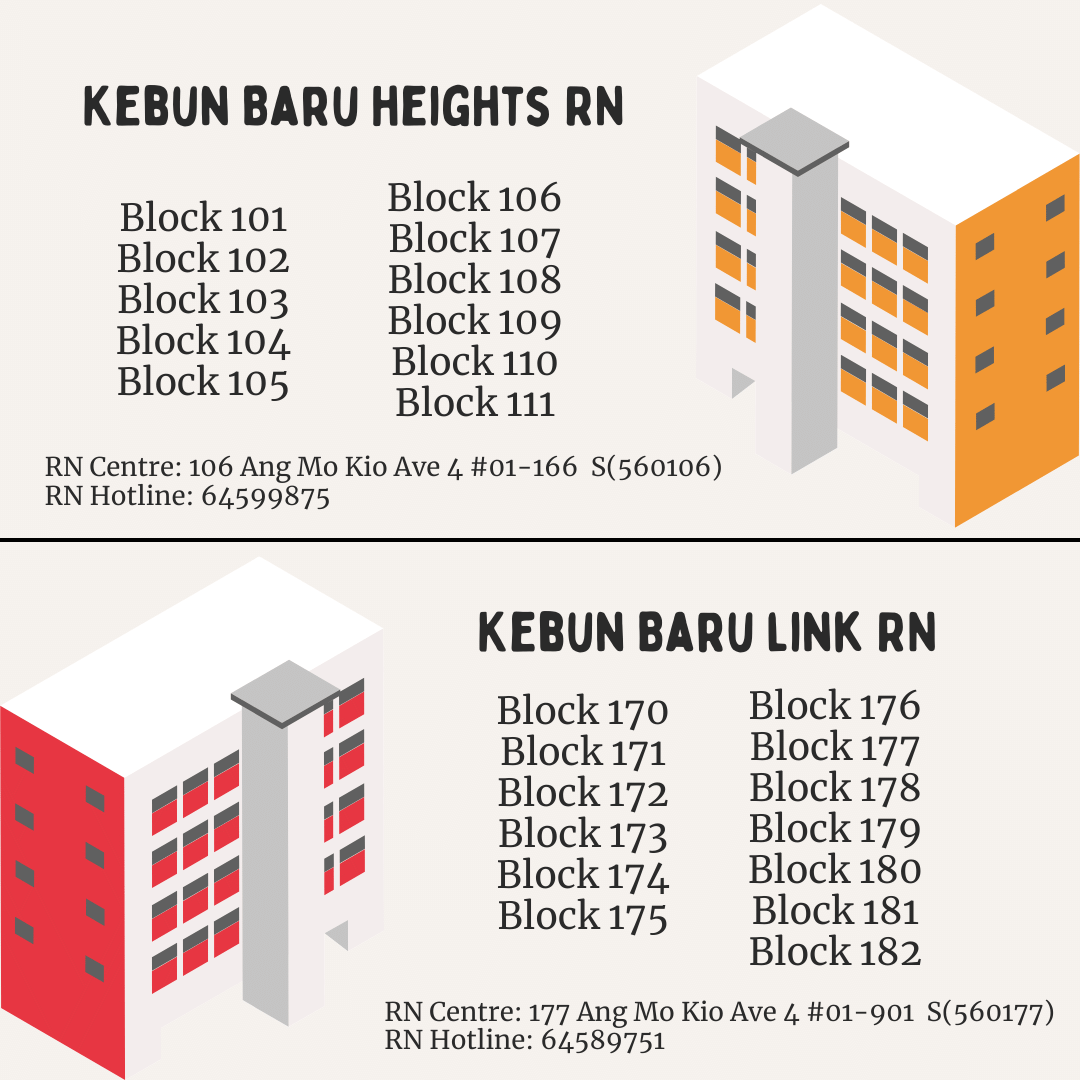 KEBUN BARU HEIGHTS RN
Block 101
Block 102
Block 103
Block 104
Block 105
Block 106
Block 107
Block 108
Block 109
Block 110
Block 111
RN Centre: 106 Ang Mo Kio Ave 4 #01-166 S(560106)
RN Hotline: 64599875
KEBUN BARU LINK RN
Block 170
Block 171
Block 172
Block 173
Block 174
Block 175
Block 176
Block 177
Block 178
Block 179
Block 180
Block 181
Block 182
RN Centre: 177 Ang Mo Kio Ave 4 #01-901 S(560177)
RN Hotline: 64589751